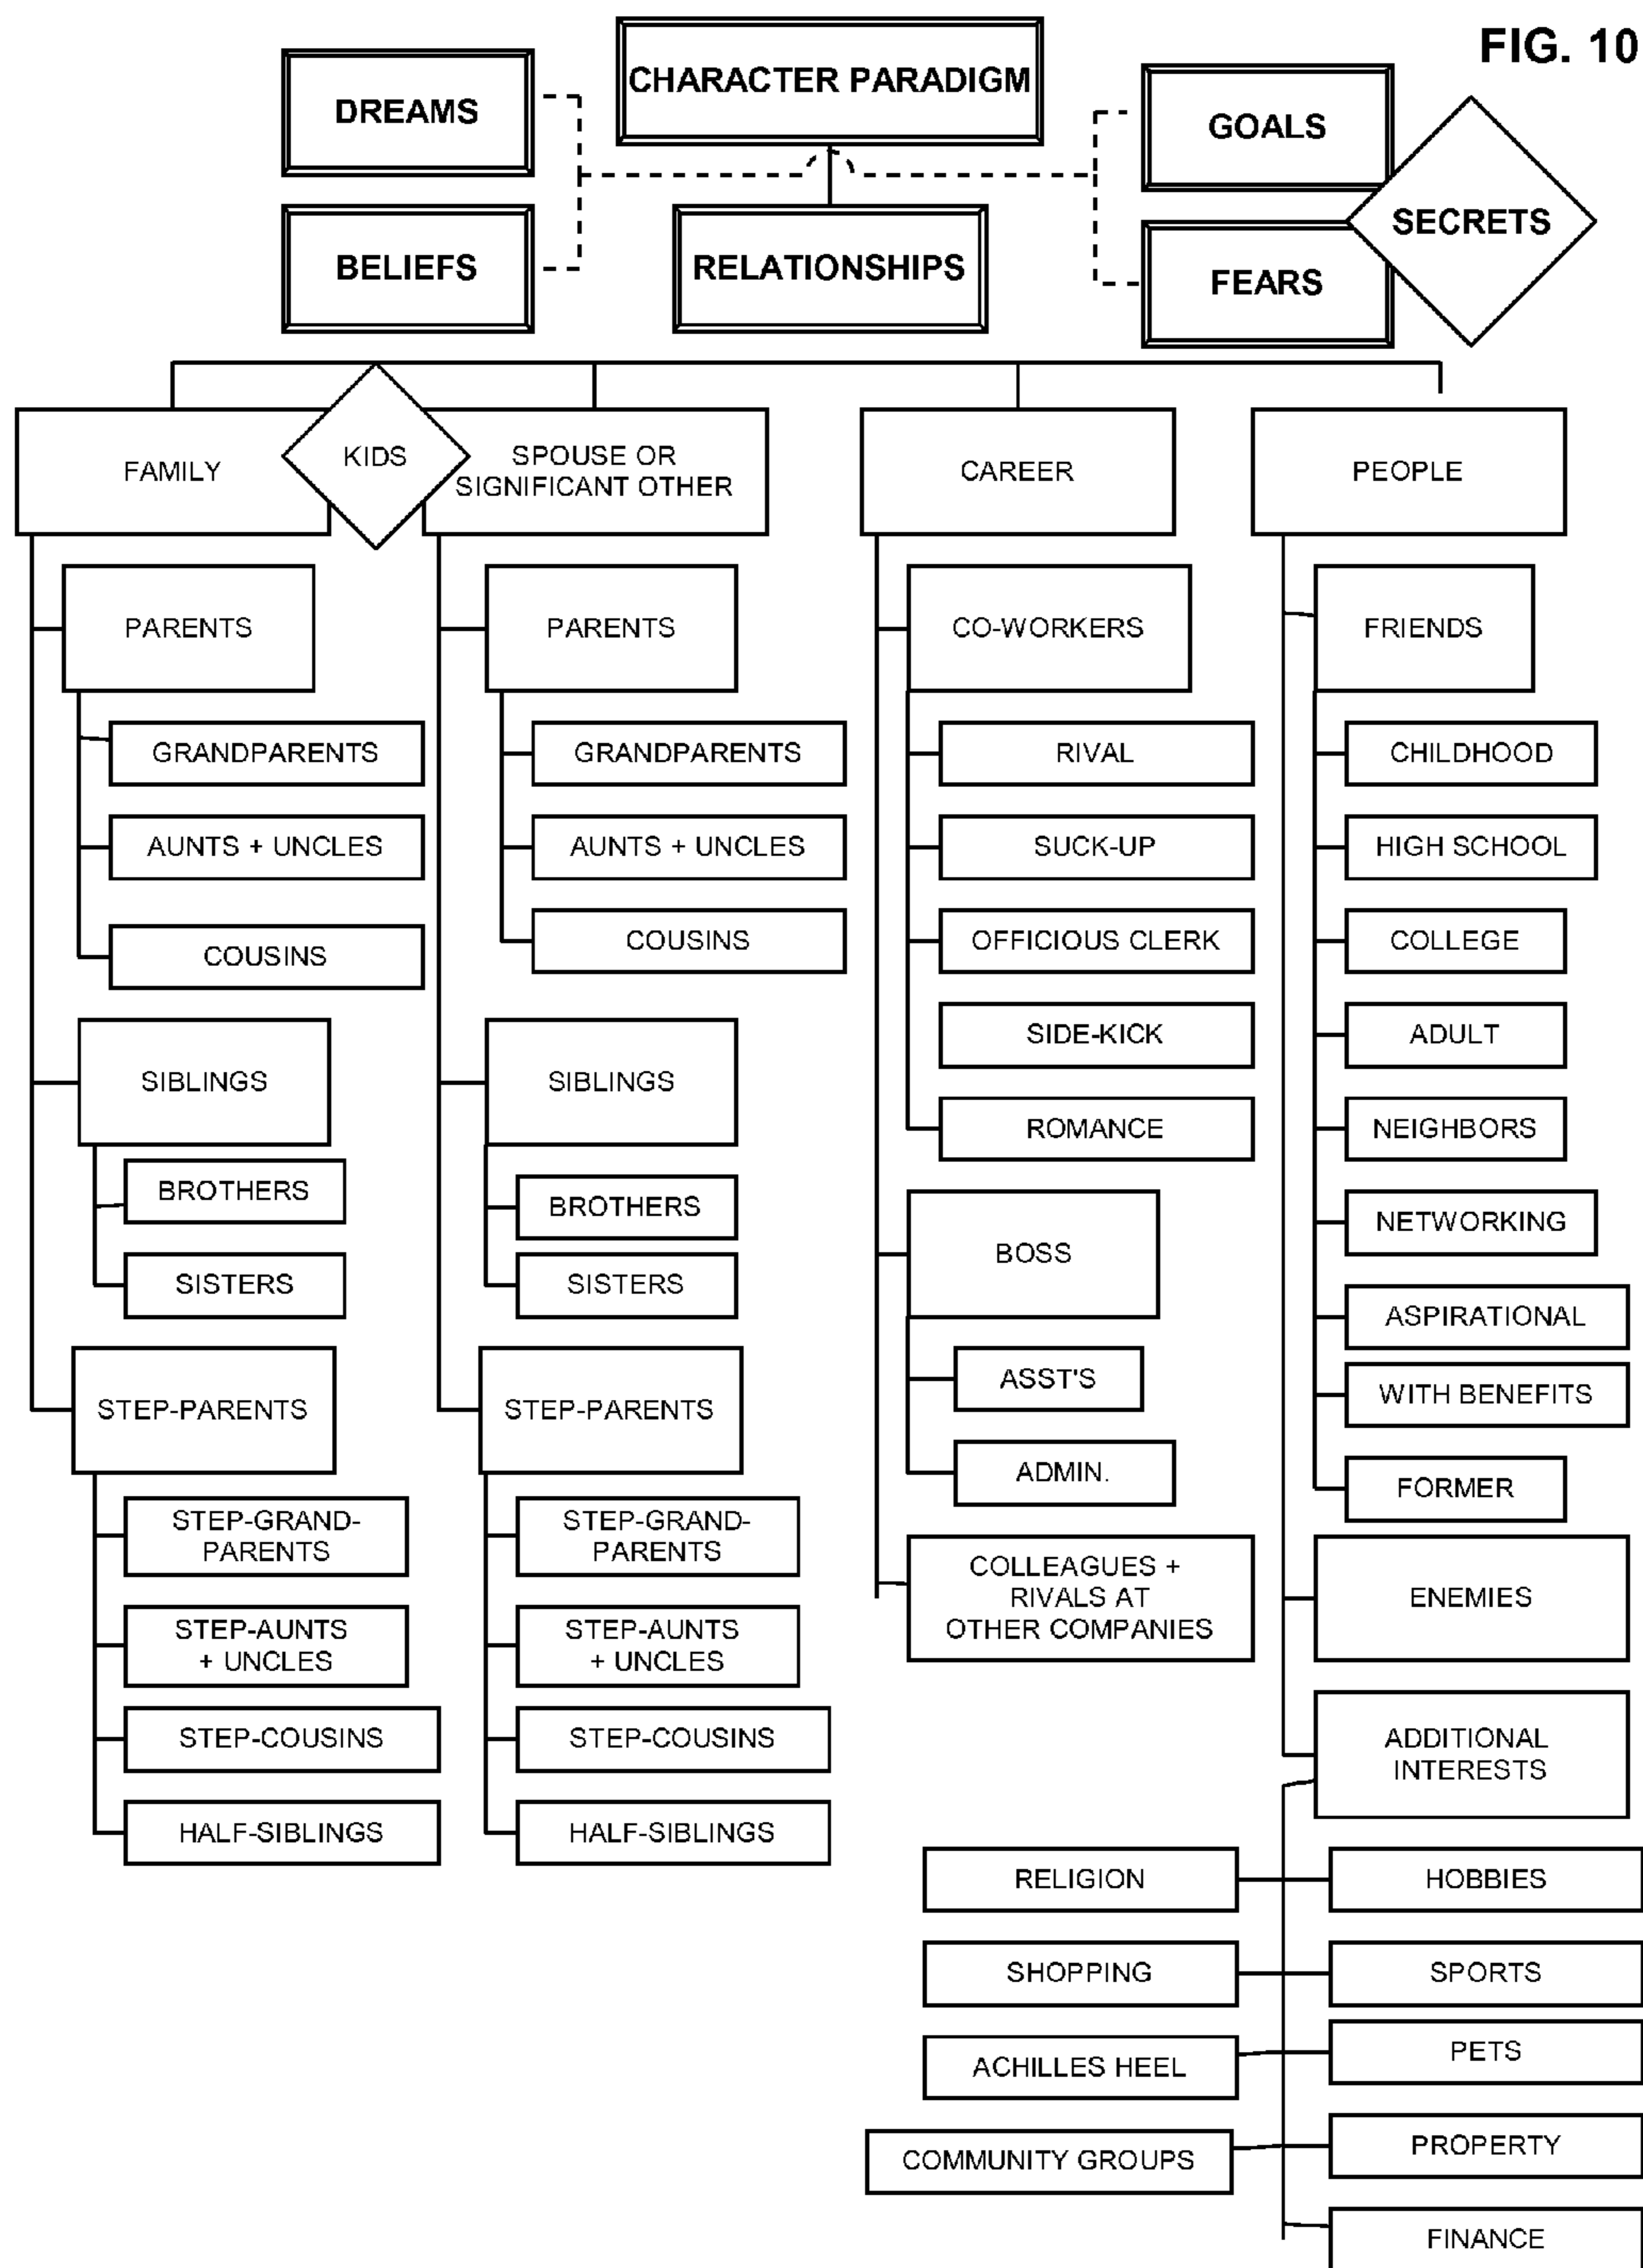 FIG. 10
CHARACTER PARADIGM
DREAMS
GOALS
SECRETS
BELIEFS
RELATIONSHIPS
FEARS
FAMILY
KIDS
SPOUSE OR
SIGNIFICANT OTHER
CAREER
PEOPLE
PARENTS
GRANDPARENTS
AUNTS + UNCLES
COUSINS
SIBLINGS
BROTHERS
SISTERS
STEP-PARENTS
STEP-GRAND-
PARENTS
STEP-AUNTS
+ UNCLES
STEP-COUSINS
HALF-SIBLINGS
PARENTS
GRANDPARENTS
AUNTS + UNCLES
COUSINS
SIBLINGS
BROTHERS
SISTERS
STEP-PARENTS
STEP-GRAND-
PARENTS
STEP-AUNTS
+ UNCLES
STEP-COUSINS
HALF-SIBLINGS
CO-WORKERS
RIVAL
SUCK-UP
OFFICIOUS CLERK
SIDE-KICK
ROMANCE
BOSS
ASST'S
ADMIN.
COLLEAGUES +
RIVALS AT
OTHER COMPANIES
FRIENDS
CHILDHOOD
HIGH SCHOOL
COLLEGE
ADULT
NEIGHBORS
NETWORKING
ASPIRATIONAL
WITH BENEFITS
FORMER
ENEMIES
ADDITIONAL
INTERESTS
RELIGION
HOBBIES
SHOPPING
SPORTS
ACHILLES HEEL
PETS
COMMUNITY GROUPS
PROPERTY
FINANCE